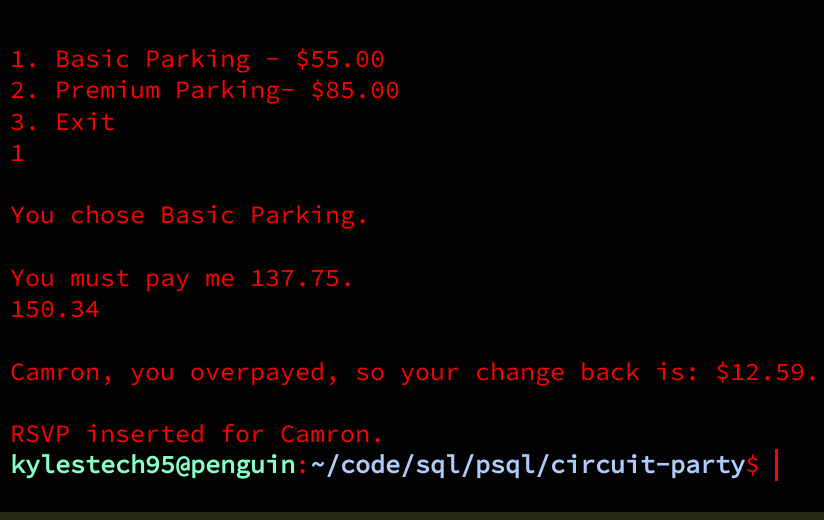 1. Basic Parking - $55.00
2. Premium Parking- $85.00
3. Exit
1
You chose Basic Parking.
You must pay me 137.75.
150.34
Camron, you overpayed, so your change back is: $12.59.
RSVP inserted for Camron.
kylestech95@penguin:~/code/sql/psql/circuit-party$